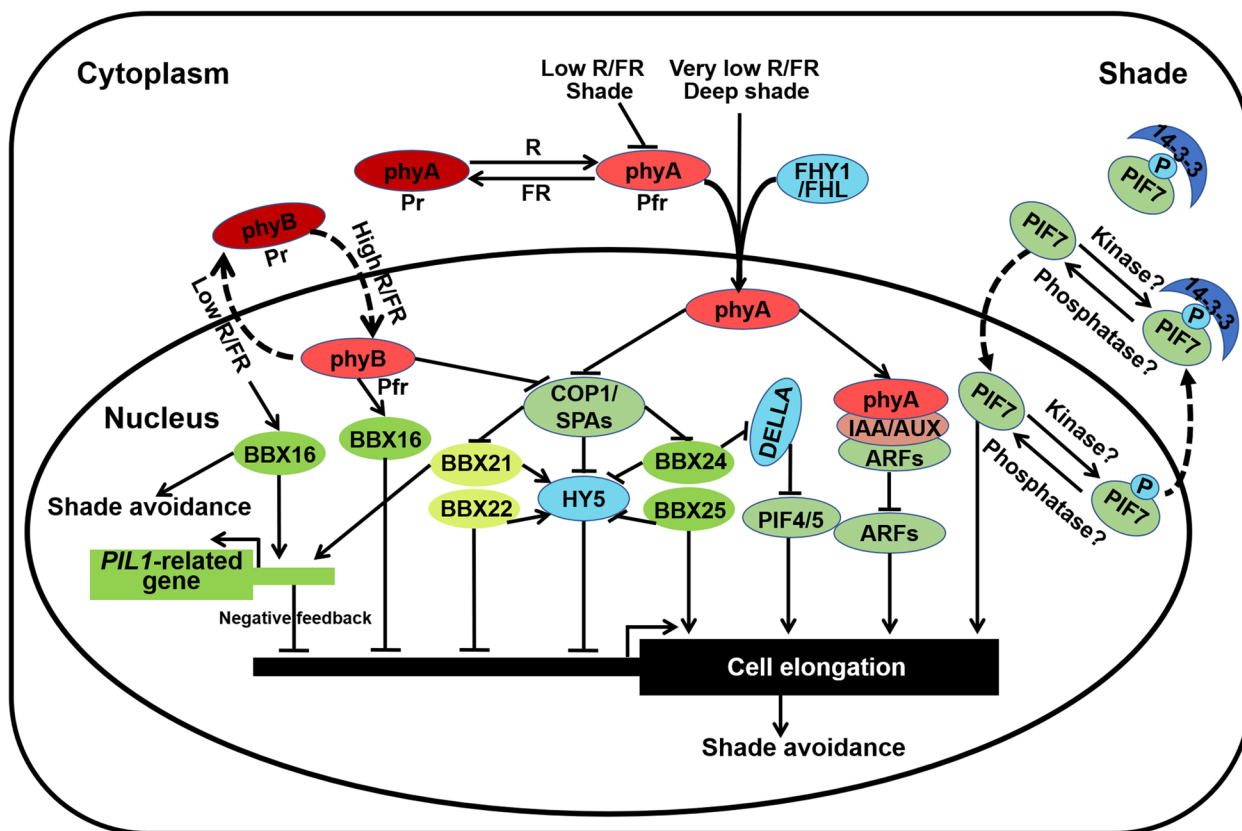 Cytoplasm
Low R/FR
Shade
Very low R/FR
Deep shade
Shade
phyA
Pr
R
FR
phyA
Pfr
FHY1
/FHL
14-3-3
P
PIF7
phyB
Pr
High R/FR
Low R/FR
PIF7
Kinase?
Phosphatase?
14-3-3
P
PIF7
phyA
phyB
Pfr
Nucleus
COP1/
SPAs
DELLA
phyA
IAA/AUX
ARFs
PIF7
Kinase?
Phosphatase?
P
PIF7
BBX16
BBX16
BBX21
BBX24
Shade avoidance
BBX22
HY5
BBX25
PIF4/5
ARFs
PIL1-related
gene
Negative feedback
Cell elongation
Shade avoidance